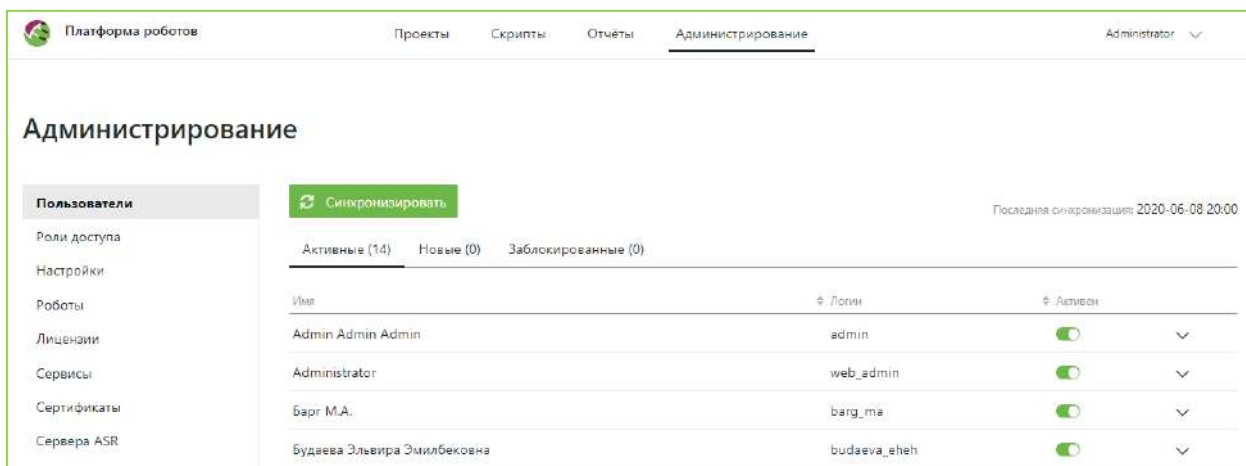 Платформа роботов
Проекты Скрипты Отчёты Администрирование
Administrator
Администрирование
Пользователи
Роли доступа
Настройки
Роботы
Лицензии
Сервисы
Сертификаты
Сервера ASR
Синхронизировать
Последняя синхронизация: 2020-06-08 20:00
Активные (14) Новые (0) Заблокированные (0)
Имя Логин Активен
Admin Admin Admin admin
Administrator web_admin
Барг М.А. barg_ma
Будаева Эльвира Эмилбековна budaeva_eheh